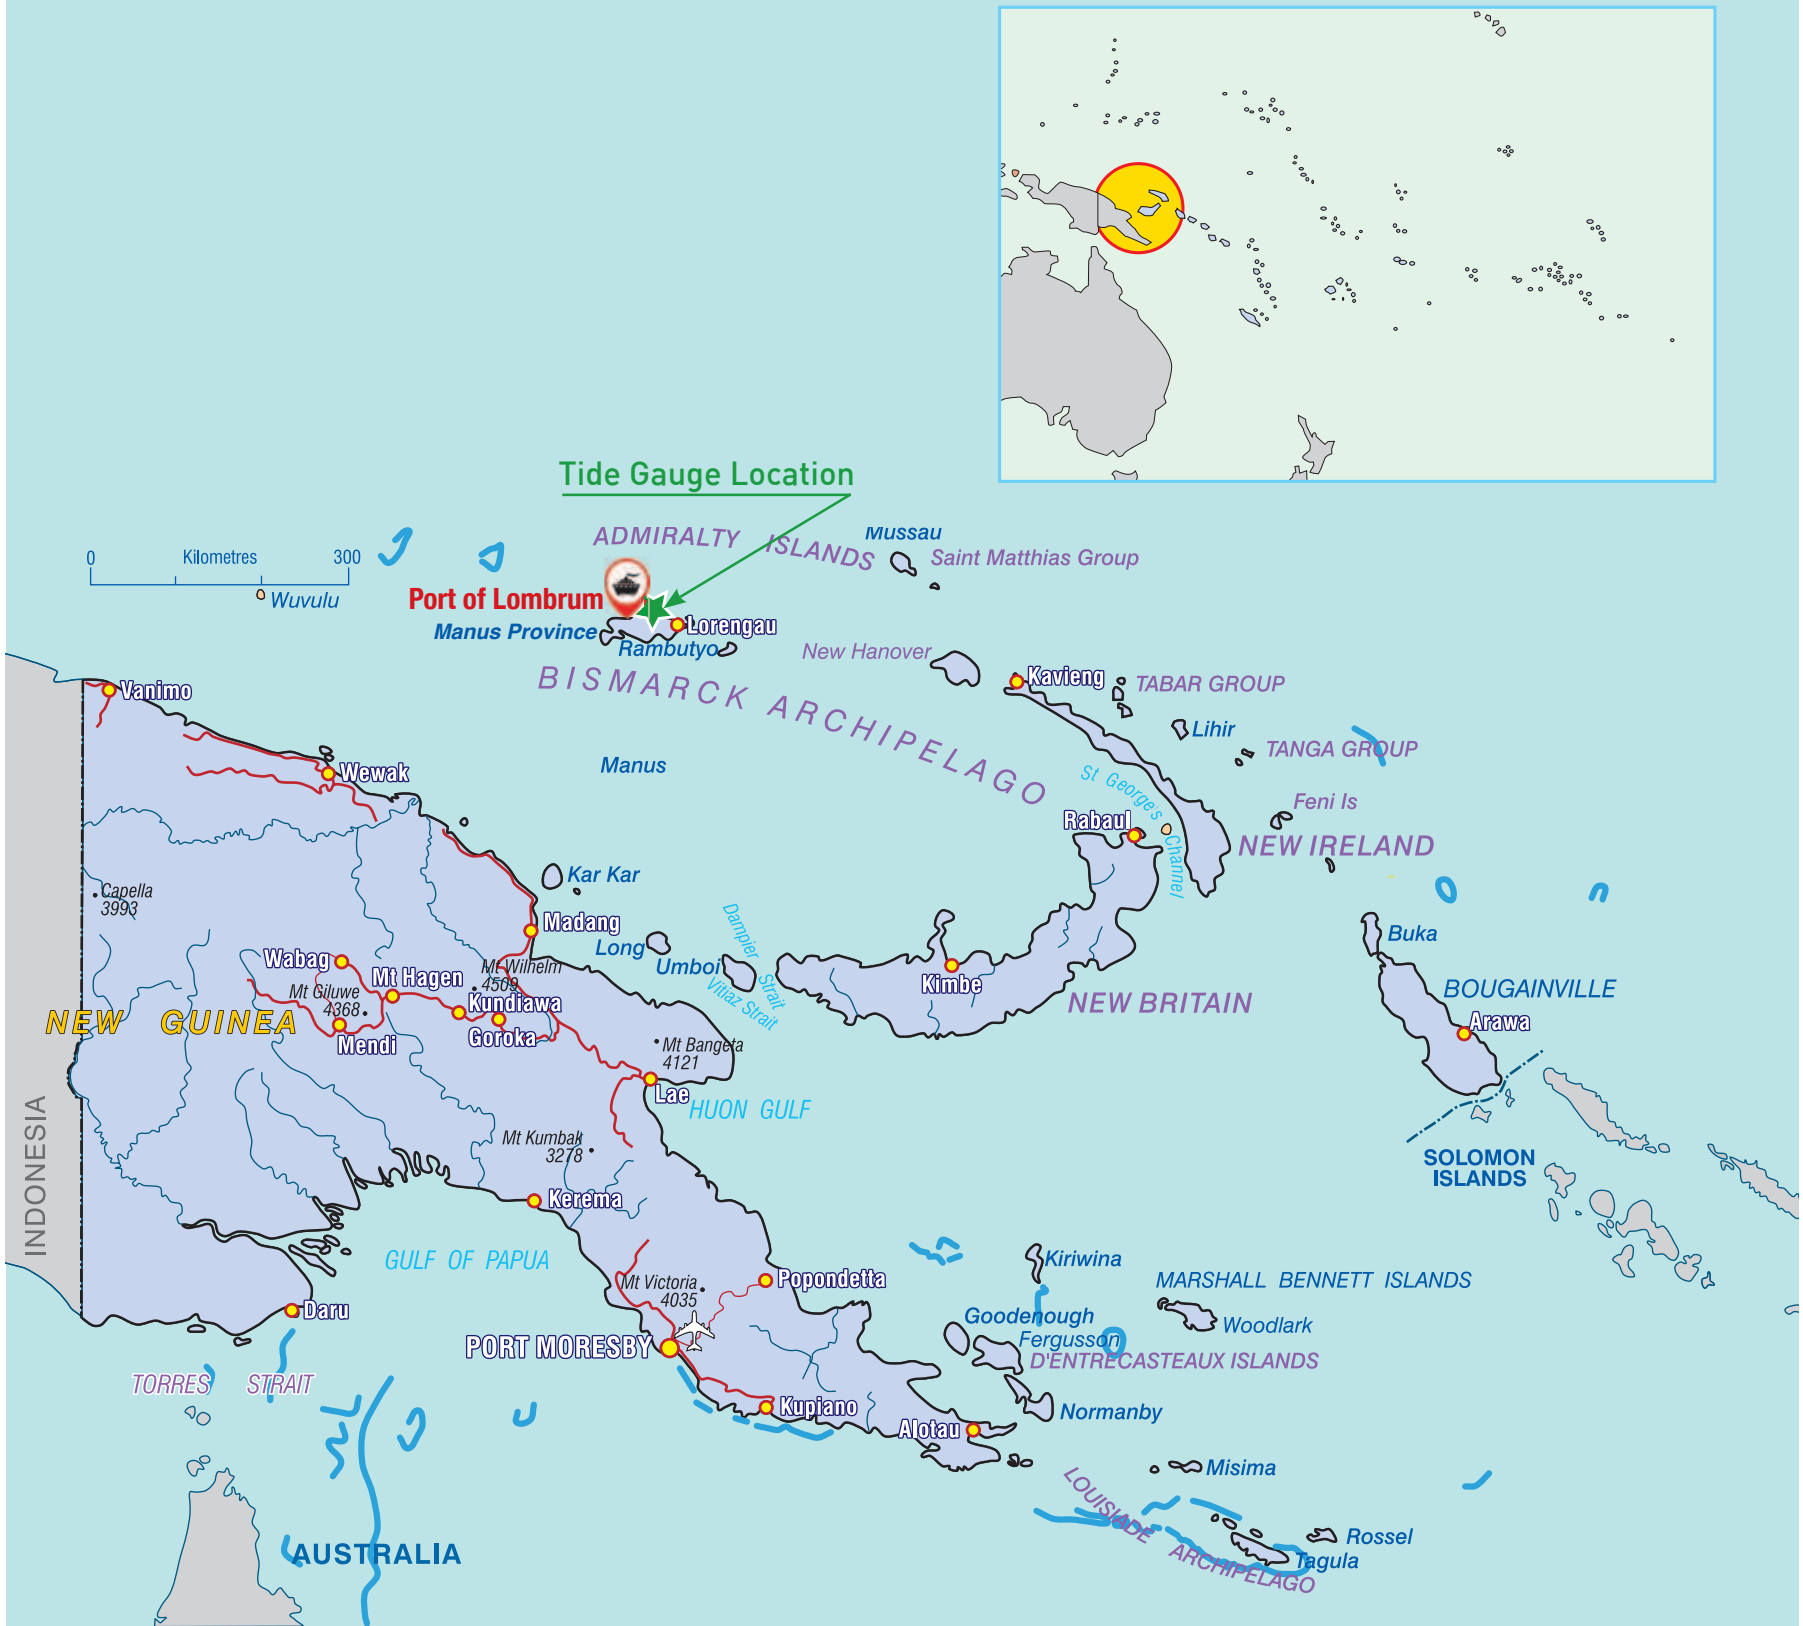 Tide Gauge Location
ADMIRALTY ISLANDS
Mussau
Saint Matthias Group
0 Kilometres 300
Wuvulu
Port of Lombrum
Manus Province
Lorengau
Rambutyo
New Hanover
BISMARCK ARCHIPELAGO
Kavieng
TABAR GROUP
Vanimo
Lihir
TANGA GROUP
Wewak
Manus
St George's Channel
Feni Is
Rabaul
NEW IRELAND
Kar Kar
Capella
3993
Madang
Long
Umboi
Dampier Strait
Vitiaz Strait
Buka
Wabag
Mt Hagen
Mt Wilhelm
4509
Kimbe
BOUGAINVILLE
Mt Giluwe
4368
Kundiawa
NEW BRITAIN
NEW GUINEA
Goroka
Mendi
Arawa
Mt Bangeta
4121
Lae
HUON GULF
INDONESIA
Mt Kumbak
3278
SOLOMON
ISLANDS
Kerema
GULF OF PAPUA
Kiriwina
Mt Victoria
4035
Popondetta
MARSHALL BENNETT ISLANDS
Daru
Goodenough
Woodlark
PORT MORESBY
Fergusson
D'ENTRECASTEAUX ISLANDS
TORRES STRAIT
Kupiano
Normanby
Alotau
Misima
LOUISIADE ARCHIPELAGO
Rossel
Tagula
AUSTRALIA